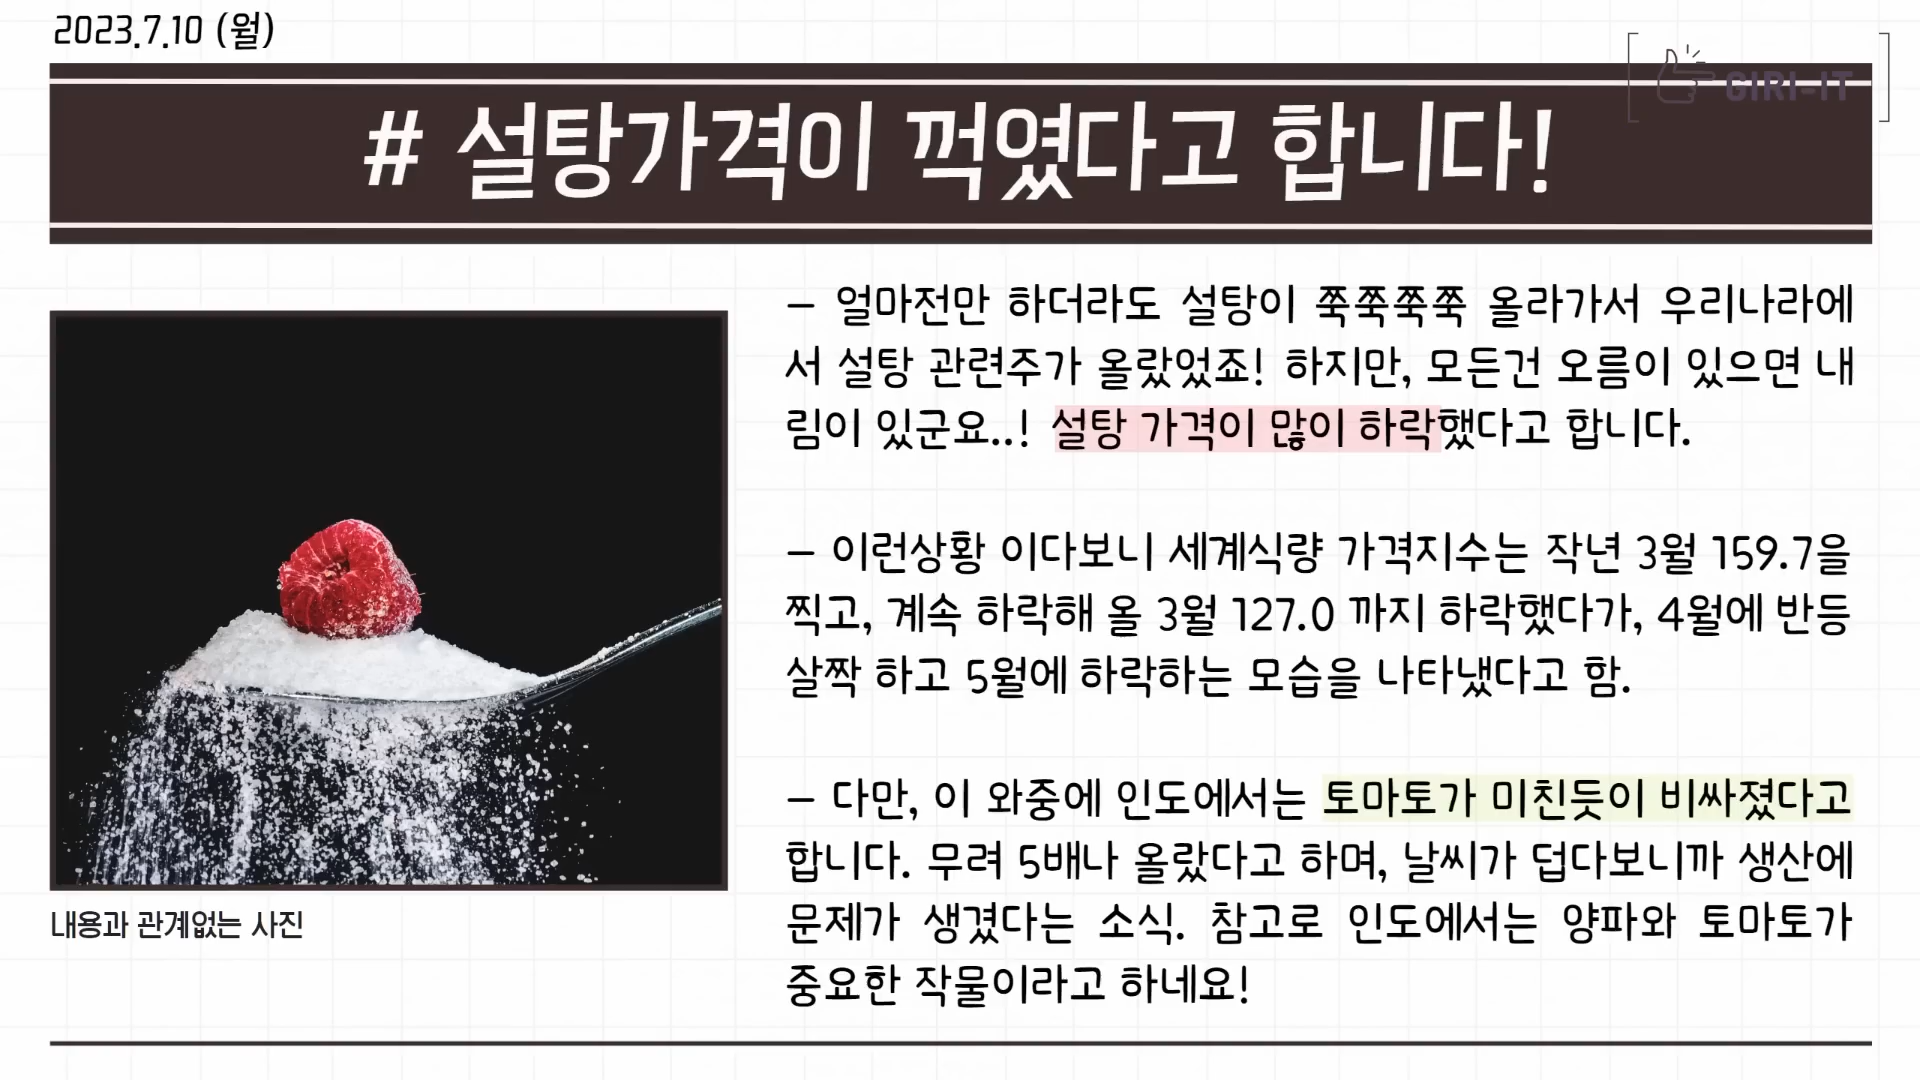 2023.7.10 (월)
GIRI-IT
# 설탕가격이 꺽였다고 합니다!
– 얼마전만 하더라도 설탕이 쭉쭉쭉쭉 올라가서 우리나라에
서 설탕 관련주가 올랐었죠! 하지만, 모든건 오름이 있으면 내
림이 있군요..! 설탕 가격이 많이 하락했다고 합니다.
– 이런상황 이다보니 세계식량 가격지수는 작년 3월 159.7을
찍고, 계속 하락해 올 3월 127.0 까지 하락했다가, 4월에 반등
살짝 하고 5월에 하락하는 모습을 나타냈다고 함.
– 다만, 이 와중에 인도에서는 토마토가 미친듯이 비싸졌다고
합니다. 무려 5배나 올랐다고 하며, 날씨가 덥다보니까 생산에
문제가 생겼다는 소식. 참고로 인도에서는 양파와 토마토가
중요한 작물이라고 하네요!
내용과 관계없는 사진